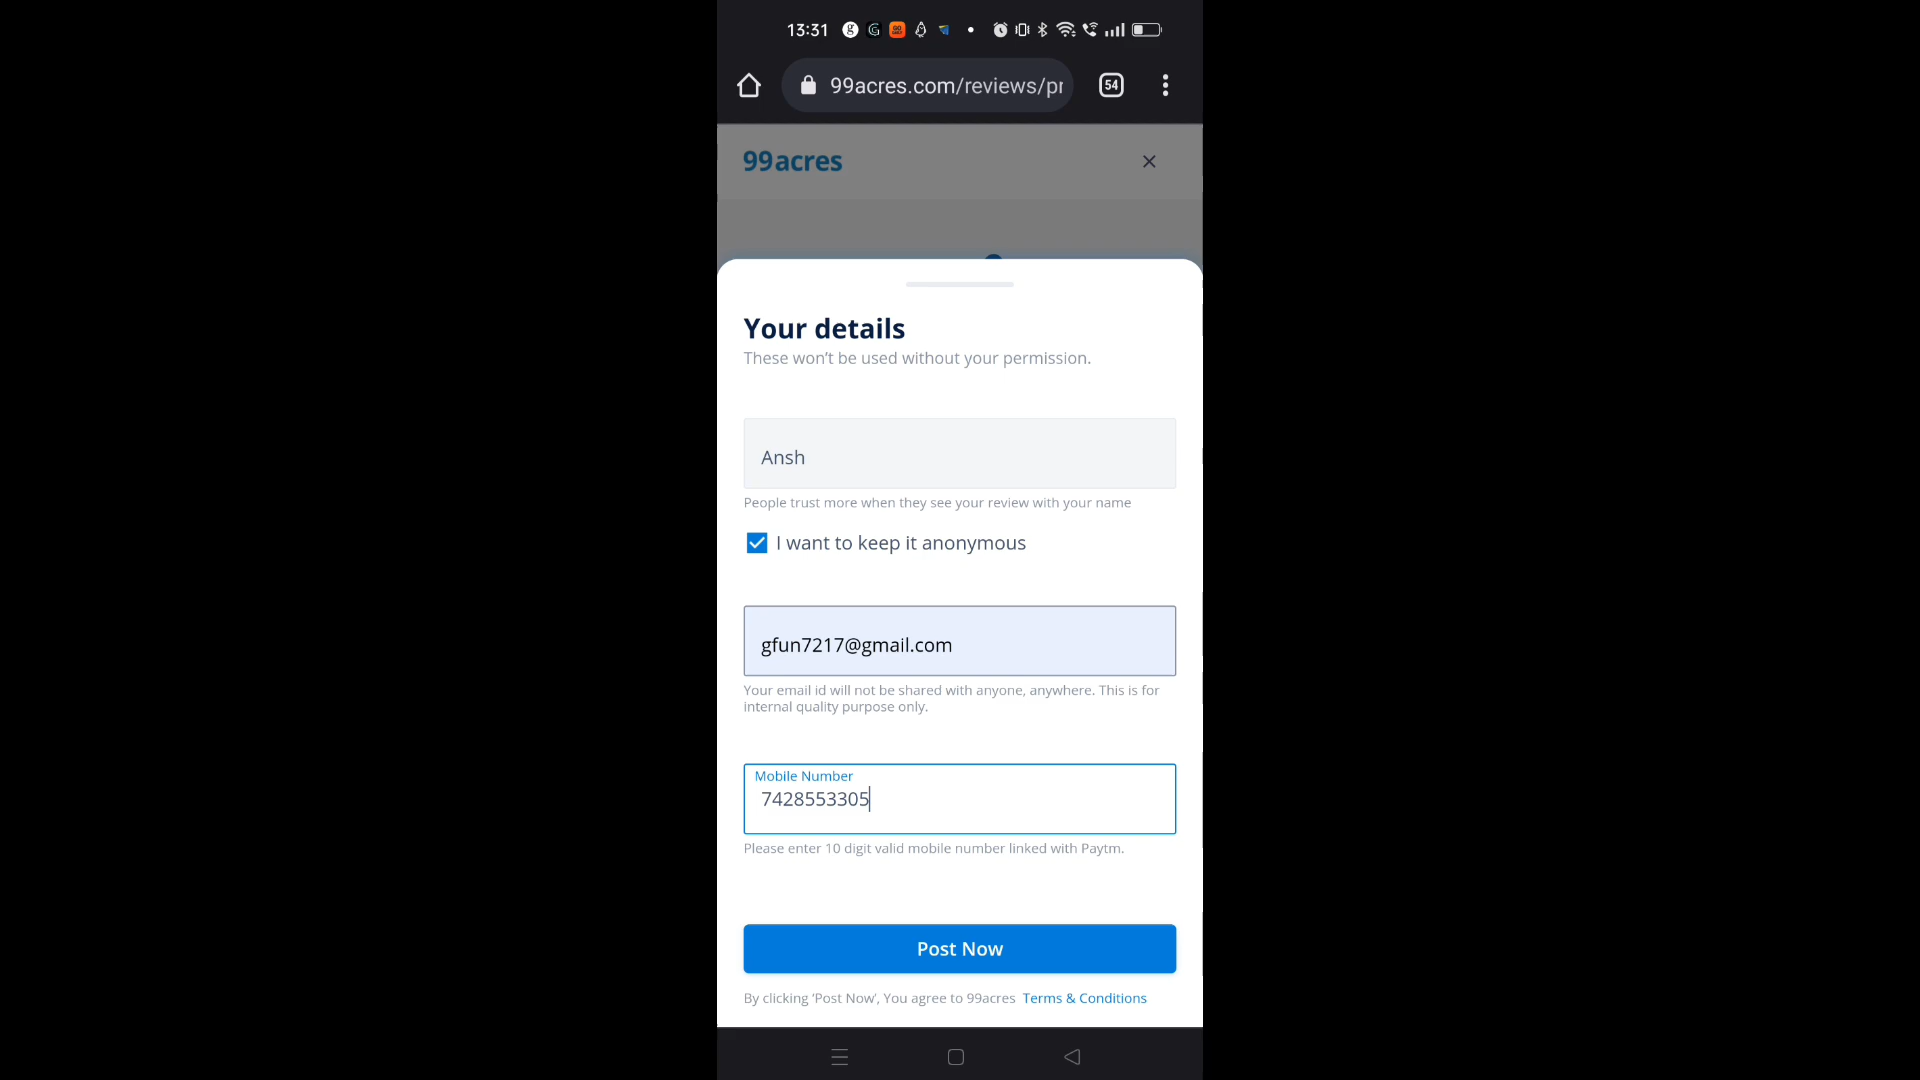 13:31
99acres.com/reviews/pr
54
99acres
Your details
These won't be used without your permission.
Ansh
People trust more when they see your review with your name
I want to keep it anonymous
gfun7217@gmail.com
Your email id will not be shared with anyone, anywhere. This is for
internal quality purpose only.
Mobile Number
7428553305
Please enter 10 digit valid mobile number linked with Paytm.
Post Now
By clicking 'Post Now', You agree to 99acres Terms & Conditions